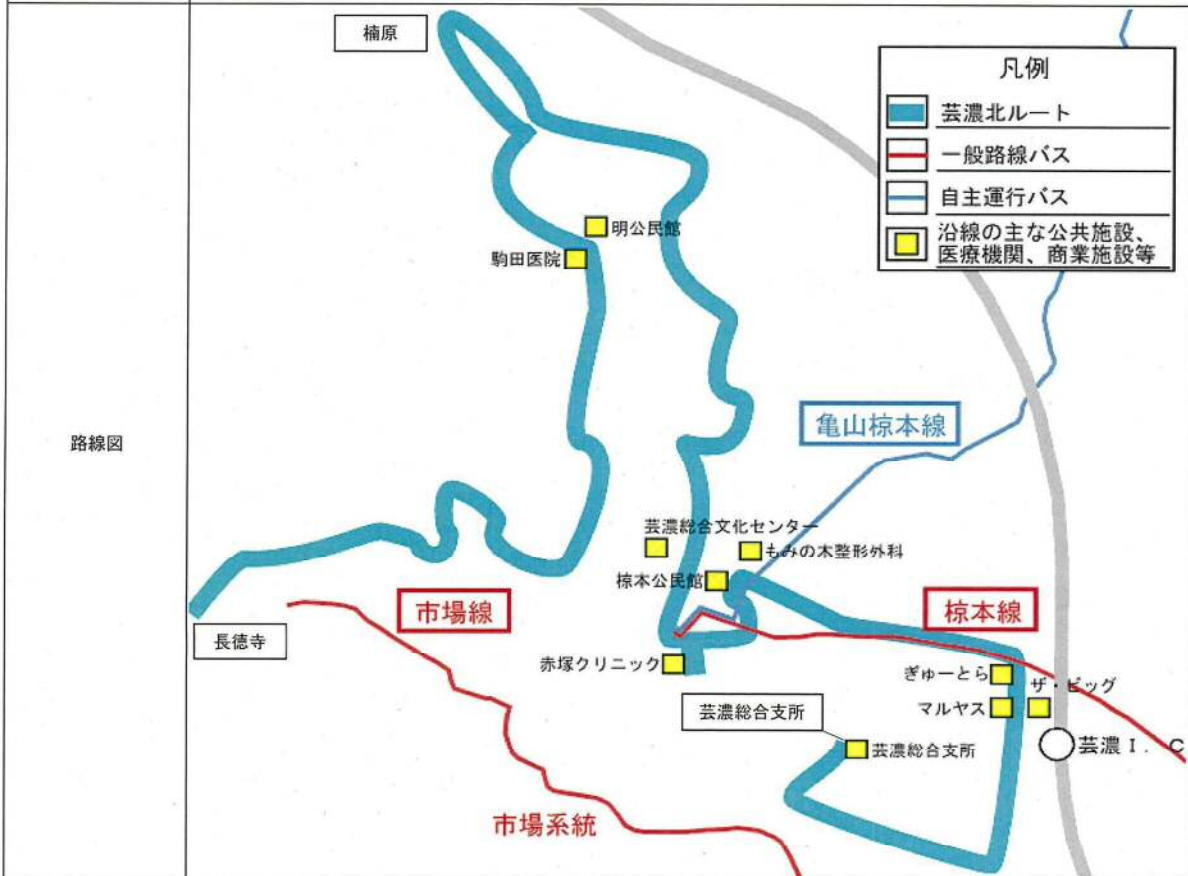 楠原
凡例
芸濃北ルート
一般路線バス
自主運行バス
沿線の主な公共施設、
医療機関、商業施設等
明公民館
駒田医院
路線図
亀山椋本線
芸濃総合文化センター
もみの木整形外科
椋本公民館
市場線
椋本線
長徳寺
赤塚クリニック
ぎゅーとら
ザ・ビッグ
マルヤス
芸濃総合支所
芸濃総合支所
芸濃Ⅰ．C
市場系統